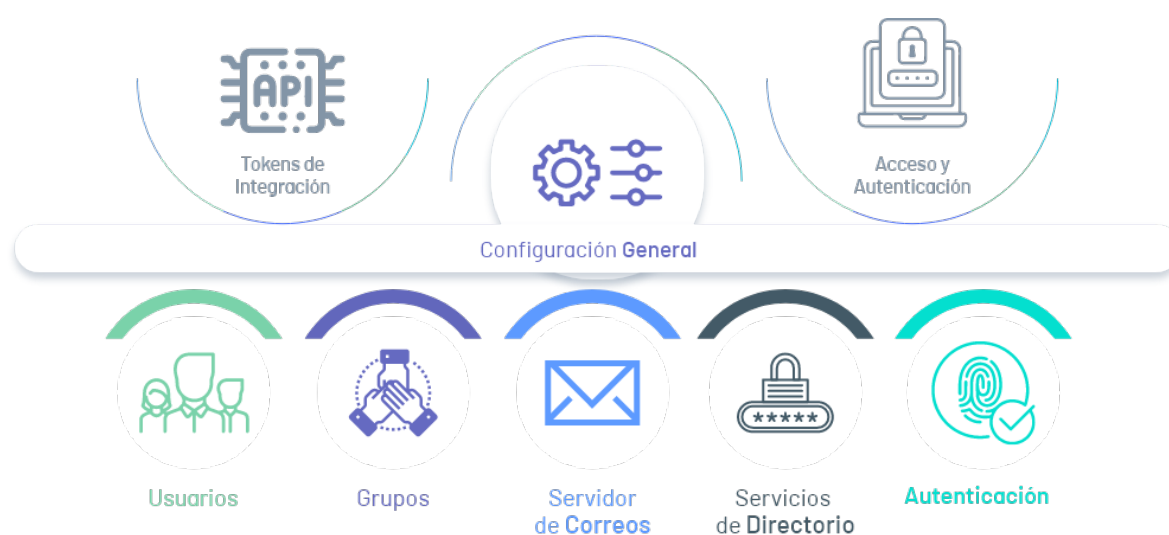 API
Tokens de
Integración
Acceso y
Autenticación
Configuración General
Usuarios
Grupos
Servidor
de Correos
Servicios
de Directorio
Autenticación